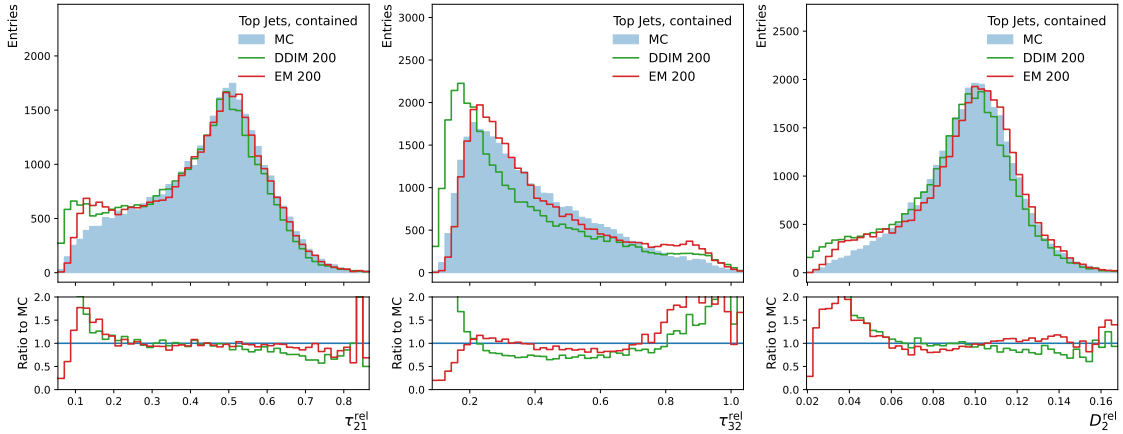 Entries
Top Jets, contained
MC
DDIM 200
EM 200
2000
1500
1000
500
0
Ratio to MC
2.0
1.5
1.0
0.5
0.0
0.1 0.2 0.3 0.4 0.5 0.6 0.7 0.8
τ₂₁ʳᵉˡ
Entries
Top Jets, contained
MC
DDIM 200
EM 200
3000
2500
2000
1500
1000
500
0
Ratio to MC
2.0
1.5
1.0
0.5
0.0
0.2 0.4 0.6 0.8 1.0
τ₃₂ʳᵉˡ
Entries
Top Jets, contained
MC
DDIM 200
EM 200
2500
2000
1500
1000
500
0
Ratio to MC
2.0
1.5
1.0
0.5
0.0
0.02 0.04 0.06 0.08 0.10 0.12 0.14 0.16
D₂ʳᵉˡ